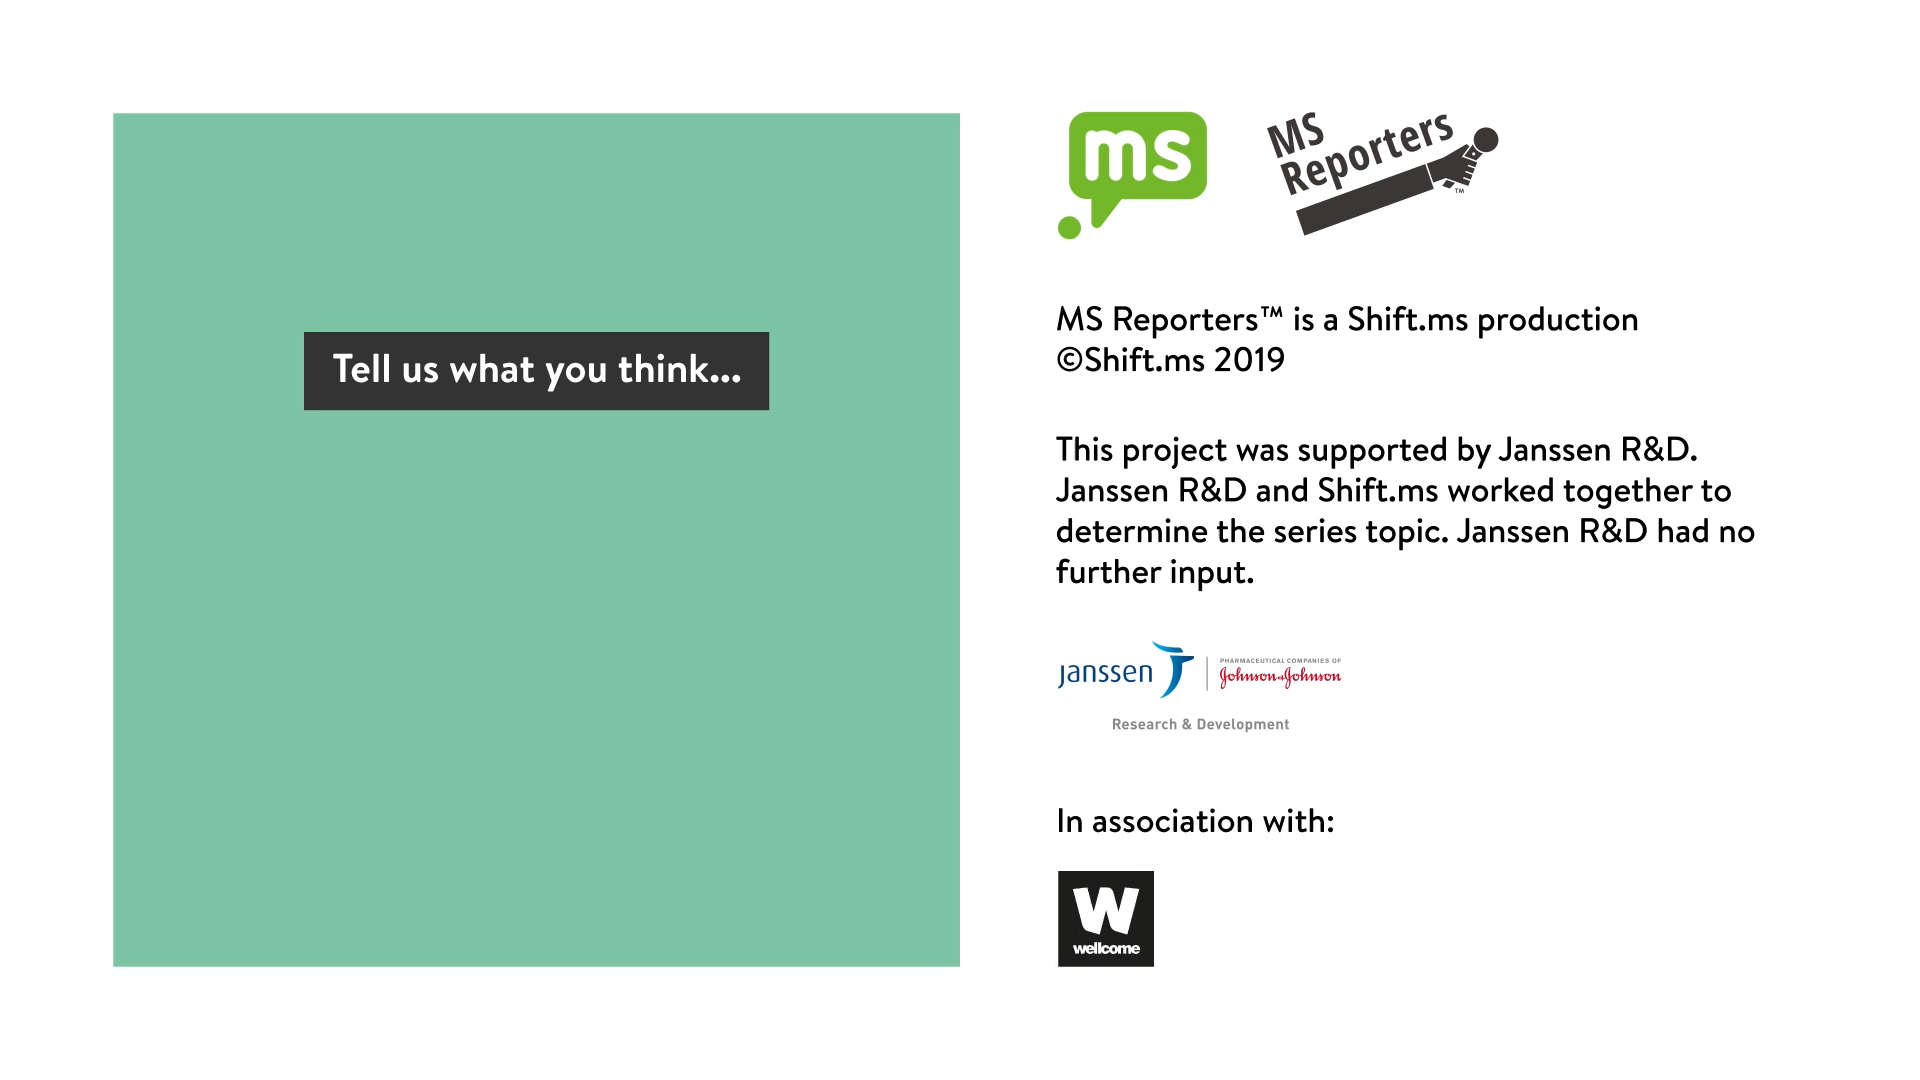 Tell us what you think...
ms
MS
Reporters
TM
MS Reporters™ is a Shift.ms production
©Shift.ms 2019
This project was supported by Janssen R&D.
Janssen R&D and Shift.ms worked together to
determine the series topic. Janssen R&D had no
further input.
janssen
PHARMACEUTICAL COMPANIES OF
Johnson & Johnson
Research & Development
In association with:
W
wellcome